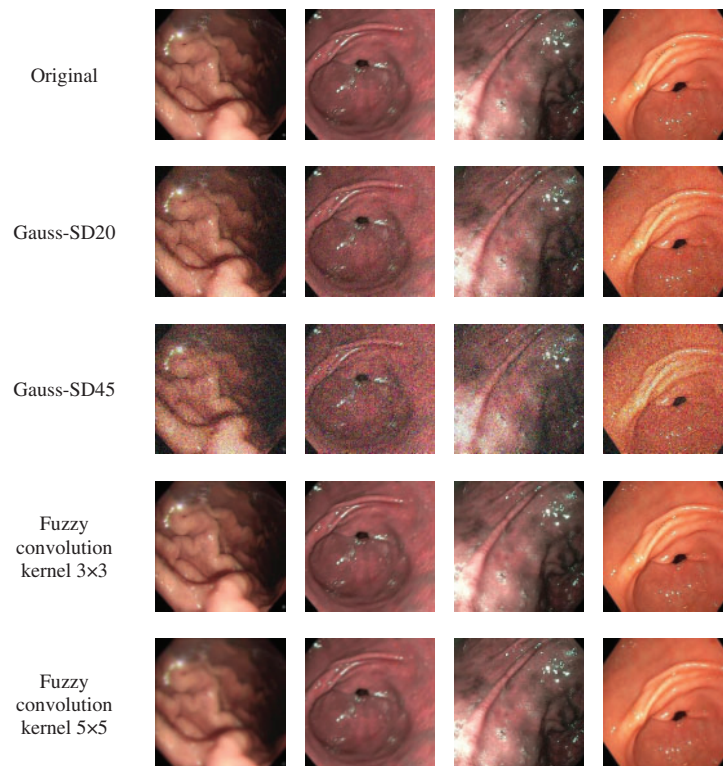 Original
Gauss-SD20
Gauss-SD45
Fuzzy
convolution
kernel 3×3
Fuzzy
convolution
kernel 5×5